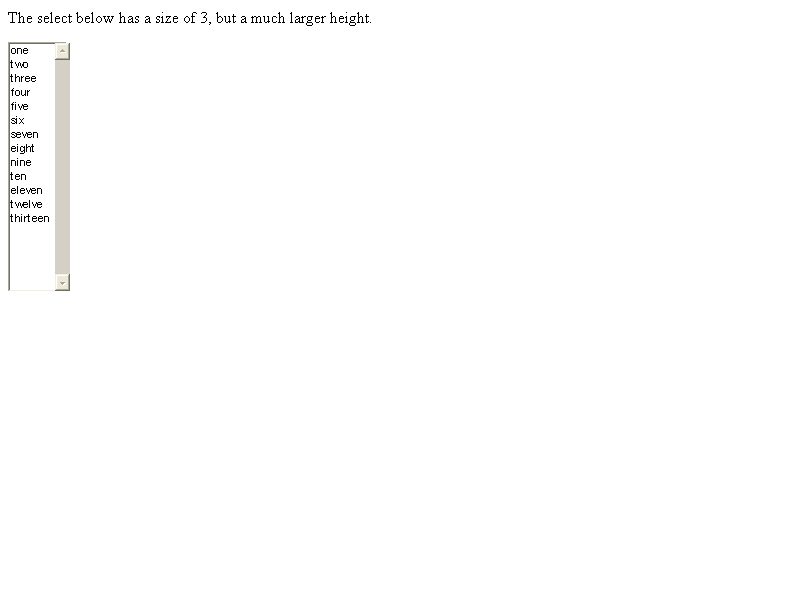 The select below has a size of 3, but a much larger height.
one
two
three
four
five
six
seven
eight
nine
ten
eleven
twelve
thirteen